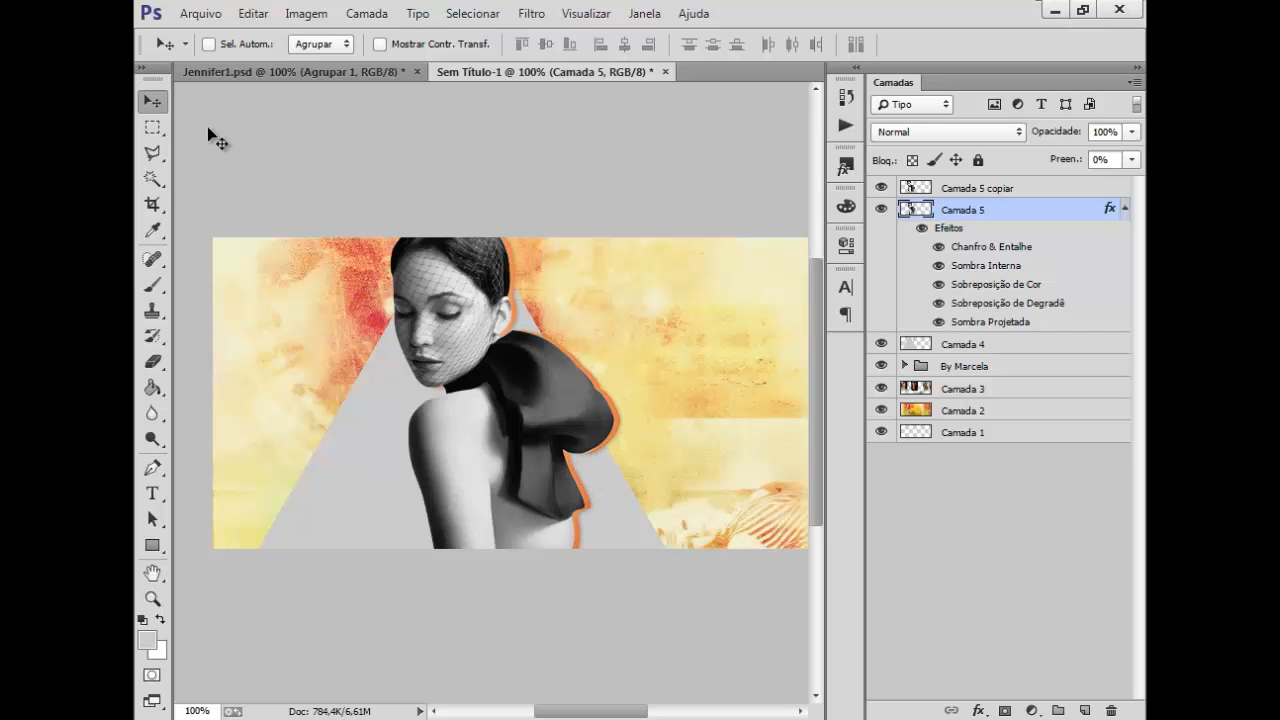 Ps Arquivo Editar Imagem Camada Tipo Selecionar Filtro Visualizar Janela Ajuda
Sel. Autom.: Agrupar Mostrar Contr. Transf.
Jennifer1.psd @ 100% (Agrupar 1, RGB/8) * × Sem Título-1 @ 100% (Camada 5, RGB/8) * ×
Camadas
Tipo
Normal Opacidade: 100%
Bloq.: Preen.: 0%
Camada 5 copiar
Camada 5 fx
Efeitos
Chanfro & Entalhe
Sombra Interna
Sobreposição de Cor
Sobreposição de Degradê
Sombra Projetada
Camada 4
By Marcela
Camada 3
Camada 2
Camada 1
100% Doc: 784,4K/6,61M